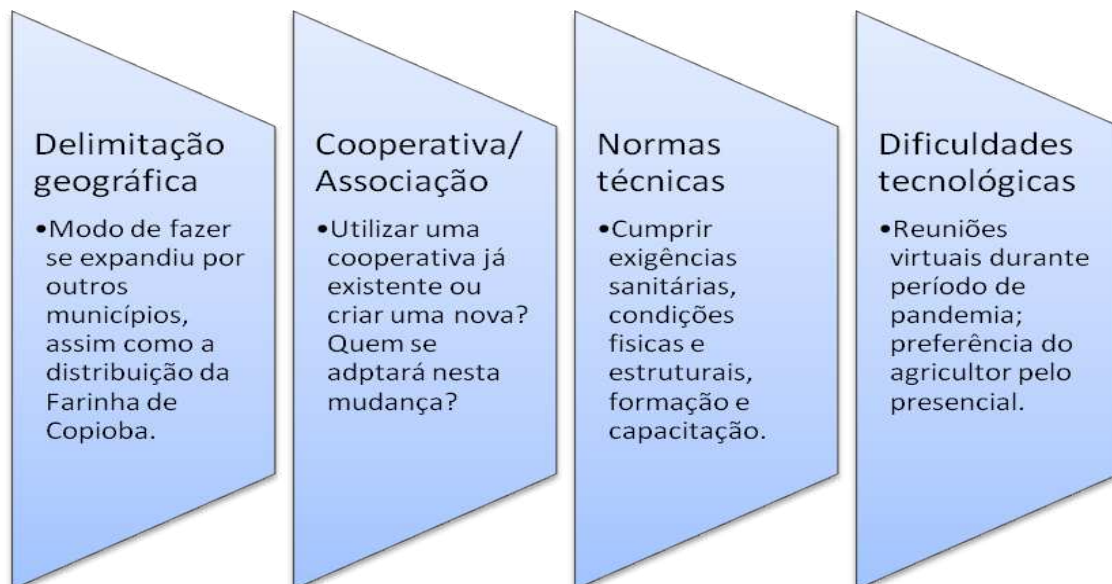 Delimitação
geográfica
•Modo de fazer
se expandiu por
outros
municípios,
assim como a
distribuição da
Farinha de
Copioba.
Cooperativa/
Associação
•Utilizar uma
cooperativa já
existente ou
criar uma nova?
Quem se
adptará nesta
mudança?
Normas
técnicas
•Cumprir
exigências
sanitárias,
condições
fisicas e
estruturais,
formação e
capacitação.
Dificuldades
tecnológicas
•Reuniões
virtuais durante
período de
pandemia;
preferência do
agricultor pelo
presencial.